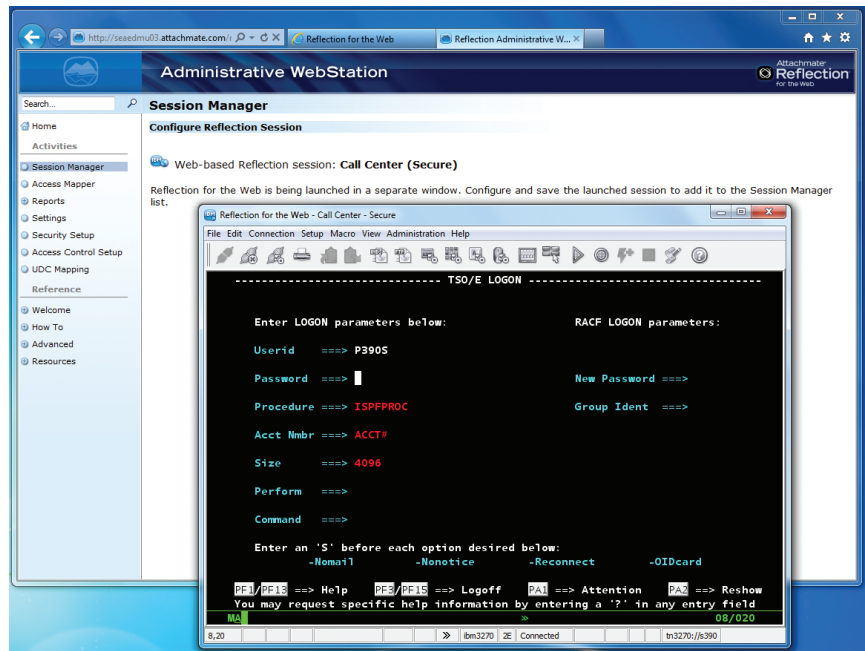 http://seaedmu03.attachmate.com/r
Reflection for the Web
Reflection Administrative W...
Administrative WebStation
Attachmate
Reflection
for the Web
Search...
Session Manager
Home
Configure Reflection Session
Activities
Session Manager
Web-based Reflection session: Call Center (Secure)
Access Mapper
Reflection for the Web is being launched in a separate window. Configure and save the launched session to add it to the Session Manager
list.
Reports
Settings
Security Setup
Access Control Setup
UDC Mapping
Reference
Welcome
How To
Advanced
Resources
Reflection for the Web - Call Center - Secure
File Edit Connection Setup Macro View Administration Help
------------------------------- TSO/E LOGON -----------------------------------
Enter LOGON parameters below: RACF LOGON parameters:
Userid ===> P390S
Password ===> New Password ===>
Procedure ===> ISPFPROC Group Ident ===>
Acct Nmbr ===> ACCT#
Size ===> 4096
Perform ===>
Command ===>
Enter an 'S' before each option desired below:
-Nomail -Nonotice -Reconnect -OIDcard
PF1/PF13 ==> Help PF3/PF15 ==> Logoff PA1 ==> Attention PA2 ==> Reshow
You may request specific help information by entering a '?' in any entry field
MA » 08/020
8,20 » ibm3270 2E Connected tn3270://s390